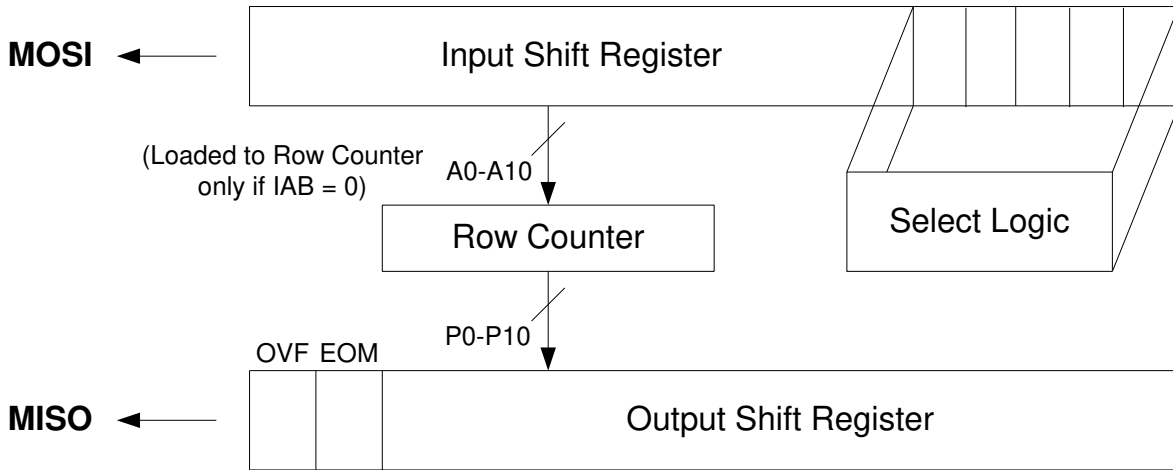 MOSI
Input Shift Register
(Loaded to Row Counter
only if IAB = 0)
A0-A10
Row Counter
Select Logic
P0-P10
OVF EOM
MISO
Output Shift Register